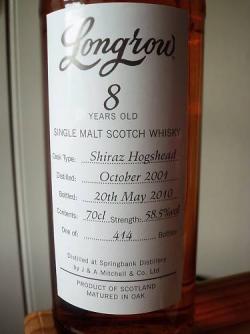 Longrow
8
YEARS OLD
SINGLE MALT SCOTCH WHISKY
Cask Type: Shiraz Hogshead
Distilled: October 2001
Bottled: 20th May 2010
Contents: 70cl Strength: 58.5%vol
One of: 414 Bottles
Distilled at Springbank Distillery
by J & A Mitchell & Co. Ltd
PRODUCT OF SCOTLAND
MATURED IN OAK